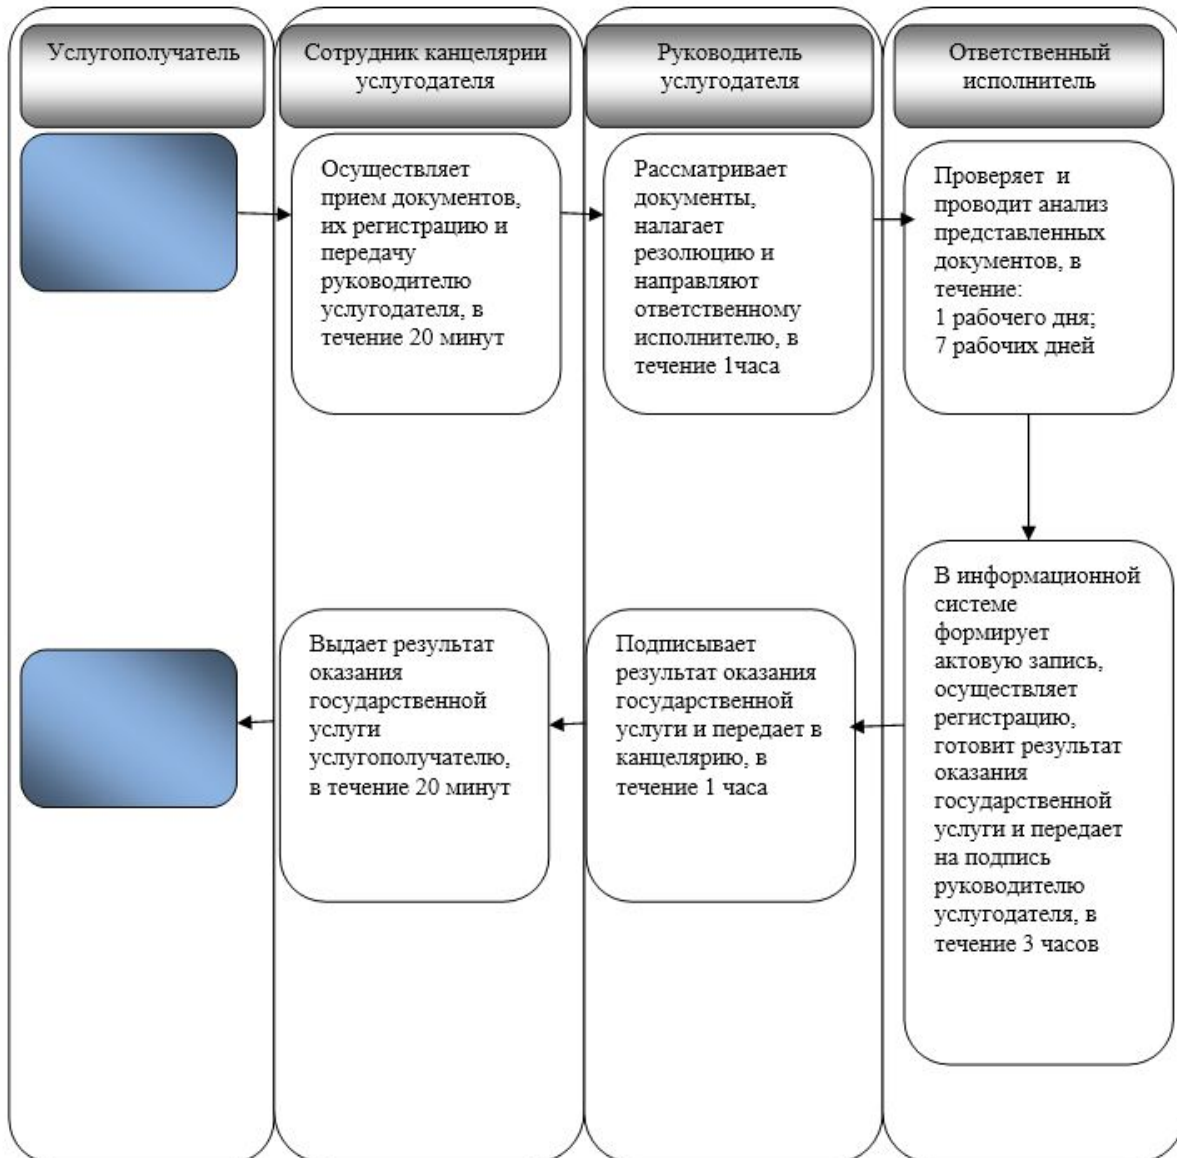 Услугополучатель
Сотрудник канцелярии
услугодателя
Руководитель
услугодателя
Ответственный
исполнитель
Осуществляет
прием документов,
их регистрацию и
передачу
руководителю
услугодателя, в
течение 20 минут
Рассматривает
документы,
налагает
резолюцию и
направляют
ответственному
исполнителю, в
течение 1часа
Проверяет и
проводит анализ
представленных
документов, в
течение:
1 рабочего дня;
7 рабочих дней
Выдает результат
оказания
государственной
услуги
услугополучателю,
в течение 20 минут
Подписывает
результат оказания
государственной
услуги и передает в
канцелярию, в
течение 1 часа
В информационной
системе
формирует
актовую запись,
осуществляет
регистрацию,
готовит результат
оказания
государственной
услуги и передает
на подпись
руководителю
услугодателя, в
течение 3 часов